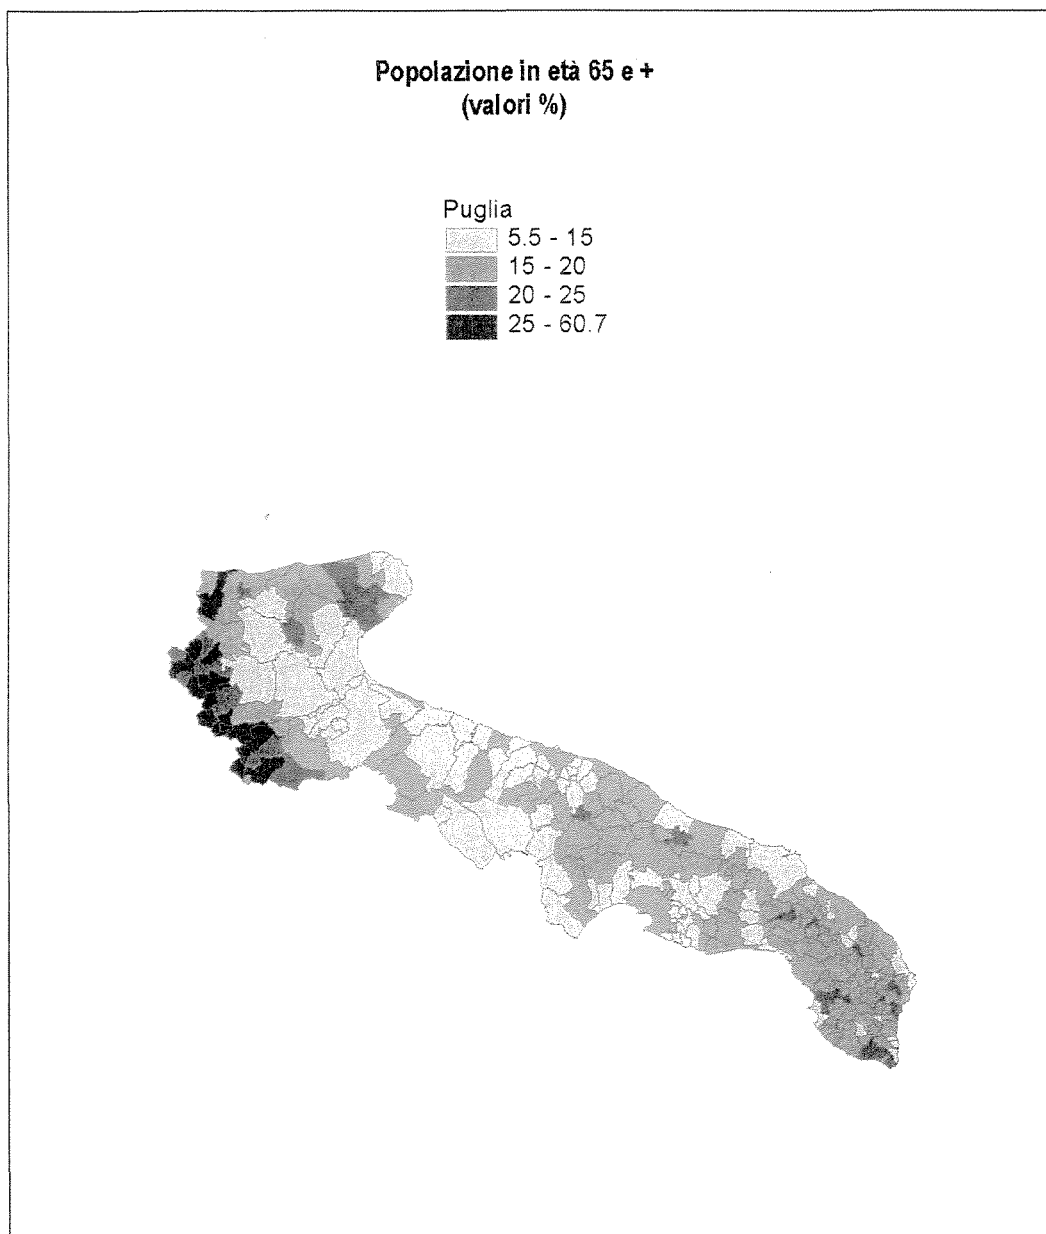 Popolazione in età 65 e +
(valori %)
Puglia
5.5 - 15
15 - 20
20 - 25
25 - 60.7